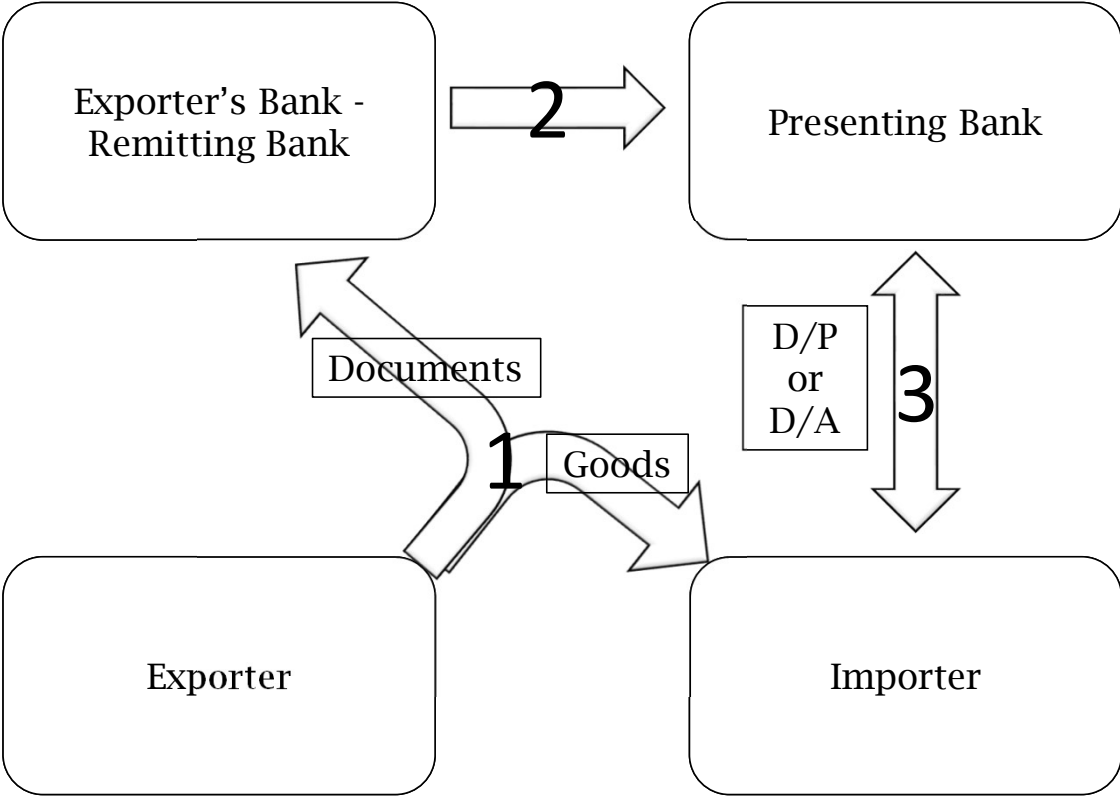 Exporter’s Bank -
Remitting Bank
2
Presenting Bank
Documents
1
Goods
D/P
or
D/A
3
Exporter
Importer